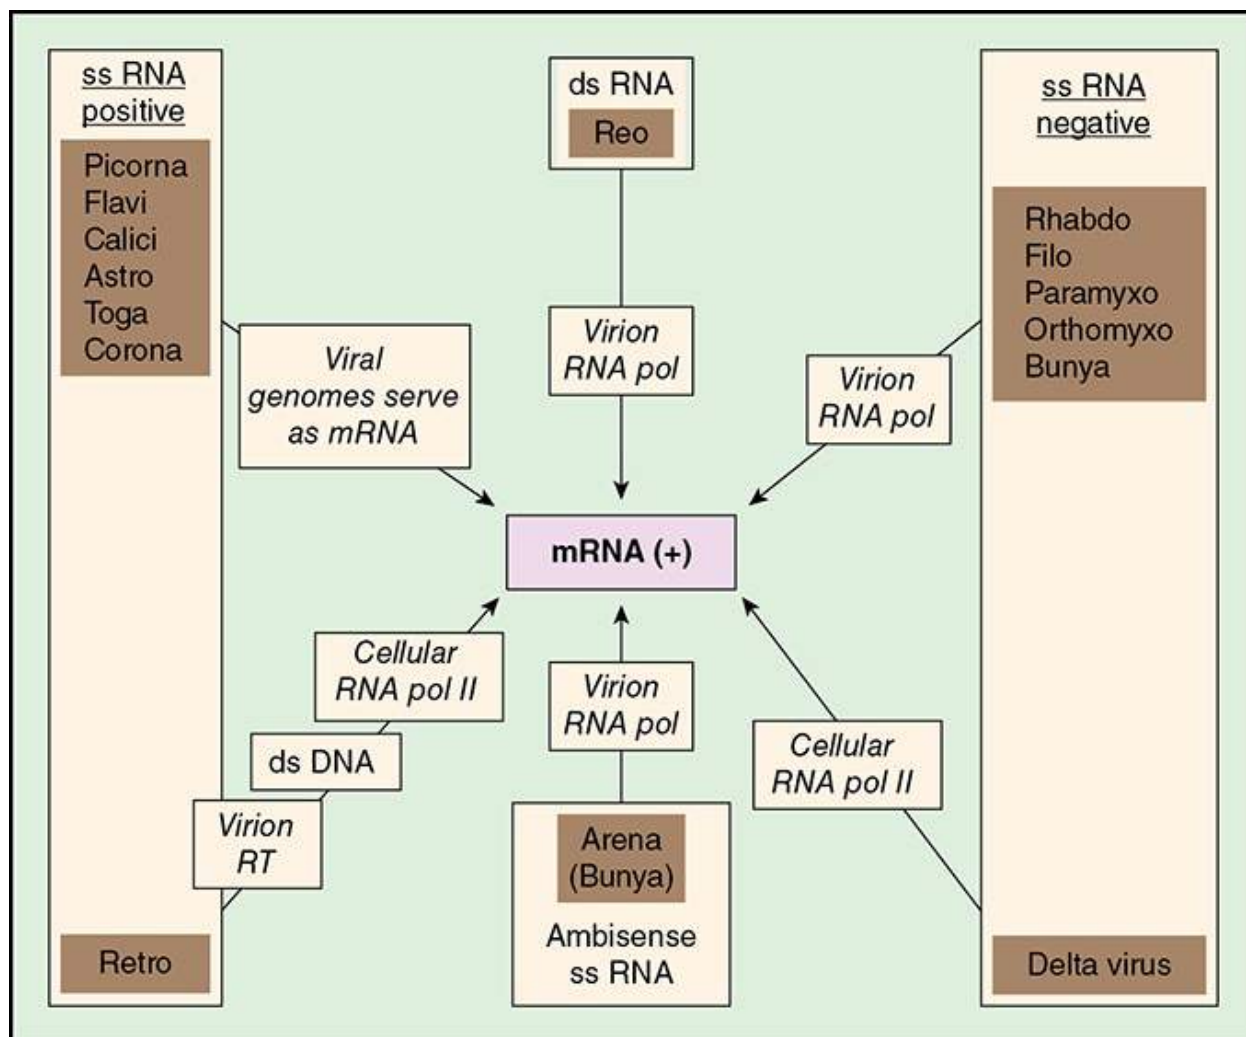 ss RNA
positive
Picorna
Flavi
Calici
Astro
Toga
Corona
Viral
genomes serve
as mRNA
ds RNA
Reo
Virion
RNA pol
ss RNA
negative
Rhabdo
Filo
Paramyxo
Orthomyxo
Bunya
Virion
RNA pol
mRNA (+)
Cellular
RNA pol II
ds DNA
Virion
RT
Retro
Virion
RNA pol
Arena
(Bunya)
Ambisense
ss RNA
Cellular
RNA pol II
Delta virus